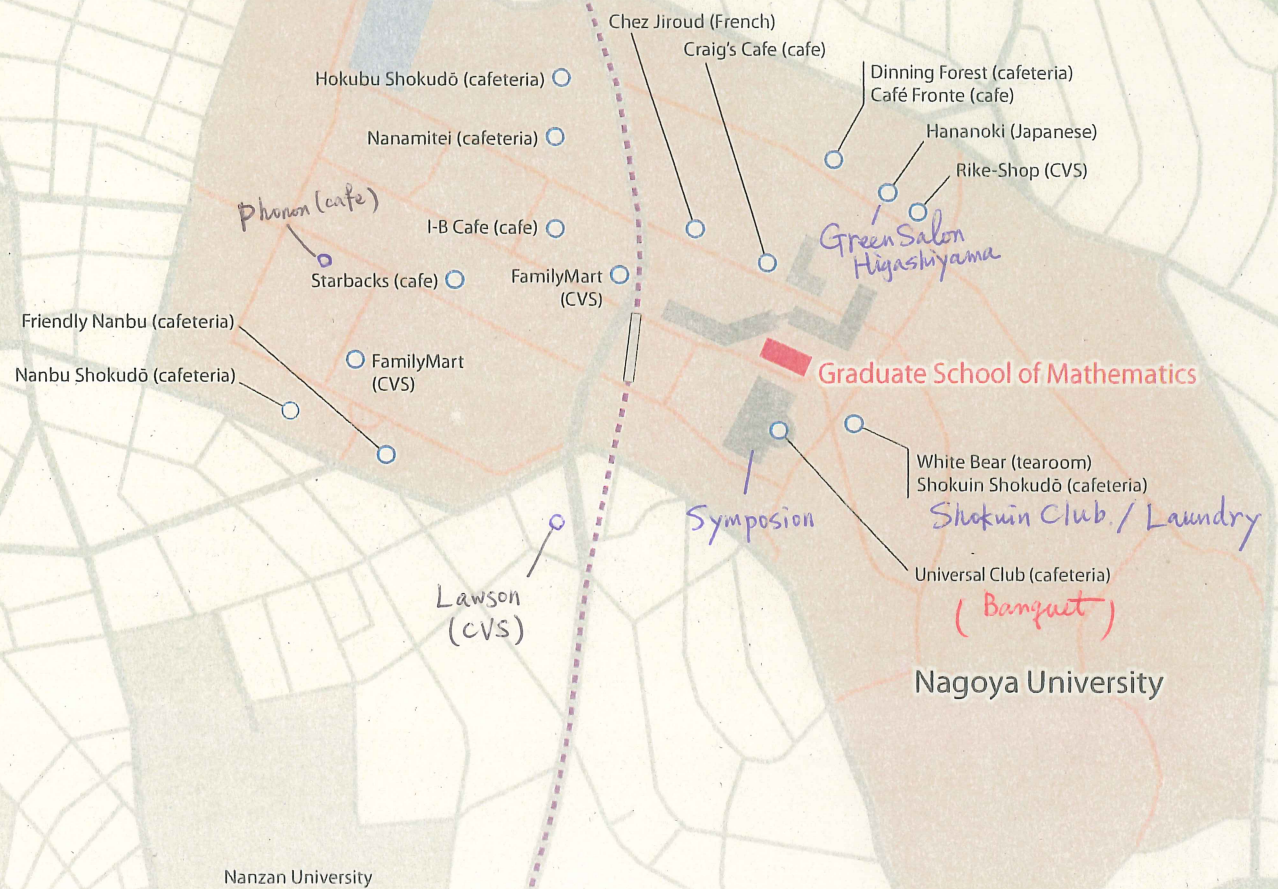 Chez Jiroud (French)
Craig's Cafe (cafe)
Hokubu Shokudō (cafeteria)
Dinning Forest (cafeteria)
Café Fronte (cafe)
Nanamitei (cafeteria)
Hananoki (Japanese)
Rike-Shop (CVS)
Phonon (cafe)
I-B Cafe (cafe)
Green Salon
Higashiyama
Starbacks (cafe)
FamilyMart
(CVS)
Friendly Nanbu (cafeteria)
FamilyMart
(CVS)
Nanbu Shokudō (cafeteria)
Graduate School of Mathematics
White Bear (tearoom)
Shokuin Shokudō (cafeteria)
Shokuin Club / Laundry
Symposion
Universal Club (cafeteria)
(Banquet)
Lawson
(CVS)
Nagoya University
Nanzan University